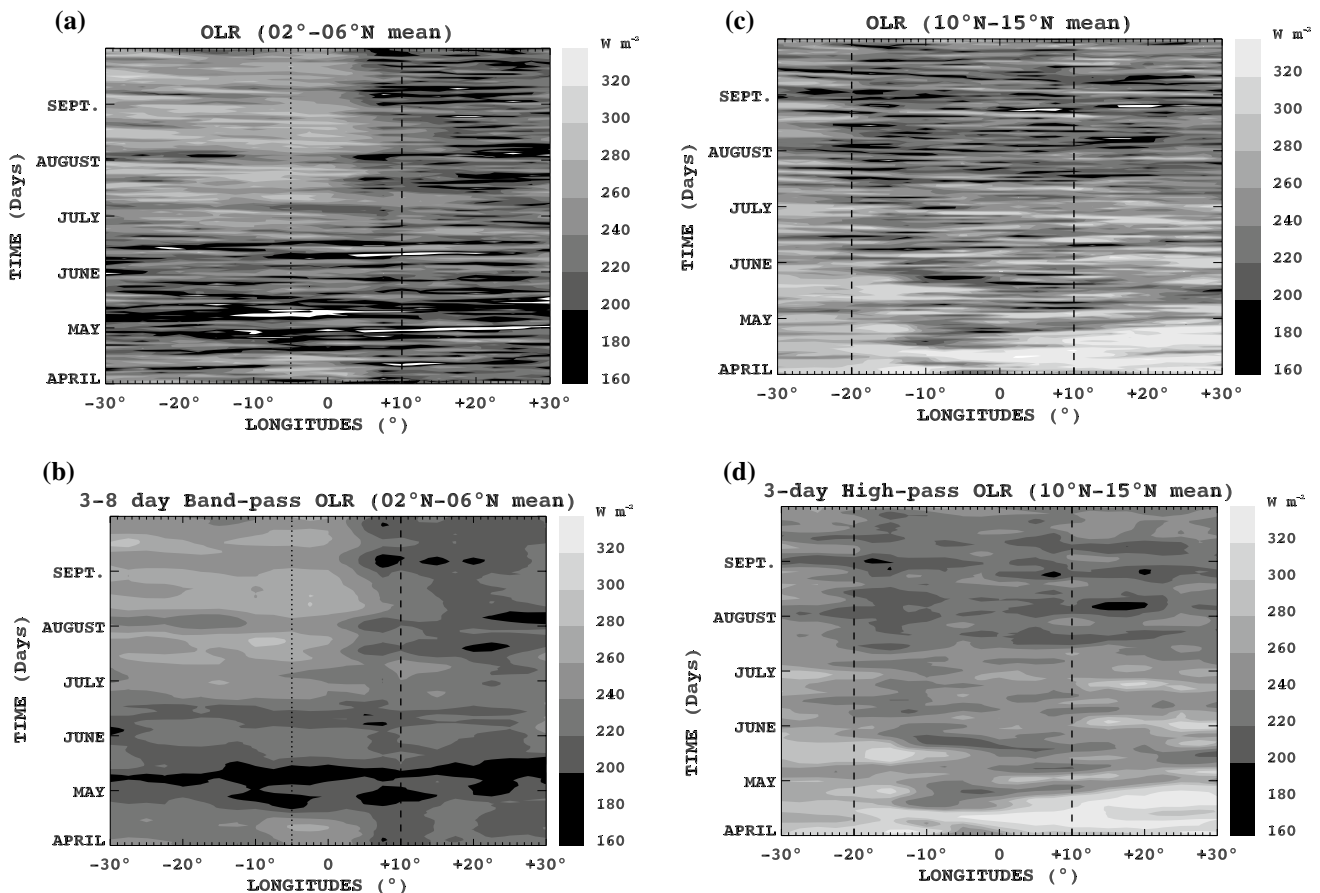 (a)
OLR (02°-06°N mean)
W m⁻²
320
300
280
260
240
220
200
180
160
SEPT.
AUGUST
JULY
JUNE
MAY
APRIL
TIME (Days)
-30° -20° -10° 0 +10° +20° +30°
LONGITUDES (°)
(c)
OLR (10°N-15°N mean)
W m⁻²
320
300
280
260
240
220
200
180
160
SEPT.
AUGUST
JULY
JUNE
MAY
APRIL
TIME (Days)
-30° -20° -10° 0 +10° +20° +30°
LONGITUDES (°)
(b)
3-8 day Band-pass OLR (02°N-06°N mean)
W m⁻²
320
300
280
260
240
220
200
180
160
SEPT.
AUGUST
JULY
JUNE
MAY
APRIL
TIME (Days)
-30° -20° -10° 0 +10° +20° +30°
LONGITUDES (°)
(d)
3-day High-pass OLR (10°N-15°N mean)
W m⁻²
320
300
280
260
240
220
200
180
160
SEPT.
AUGUST
JULY
JUNE
MAY
APRIL
TIME (Days)
-30° -20° -10° 0 +10° +20° +30°
LONGITUDES (°)